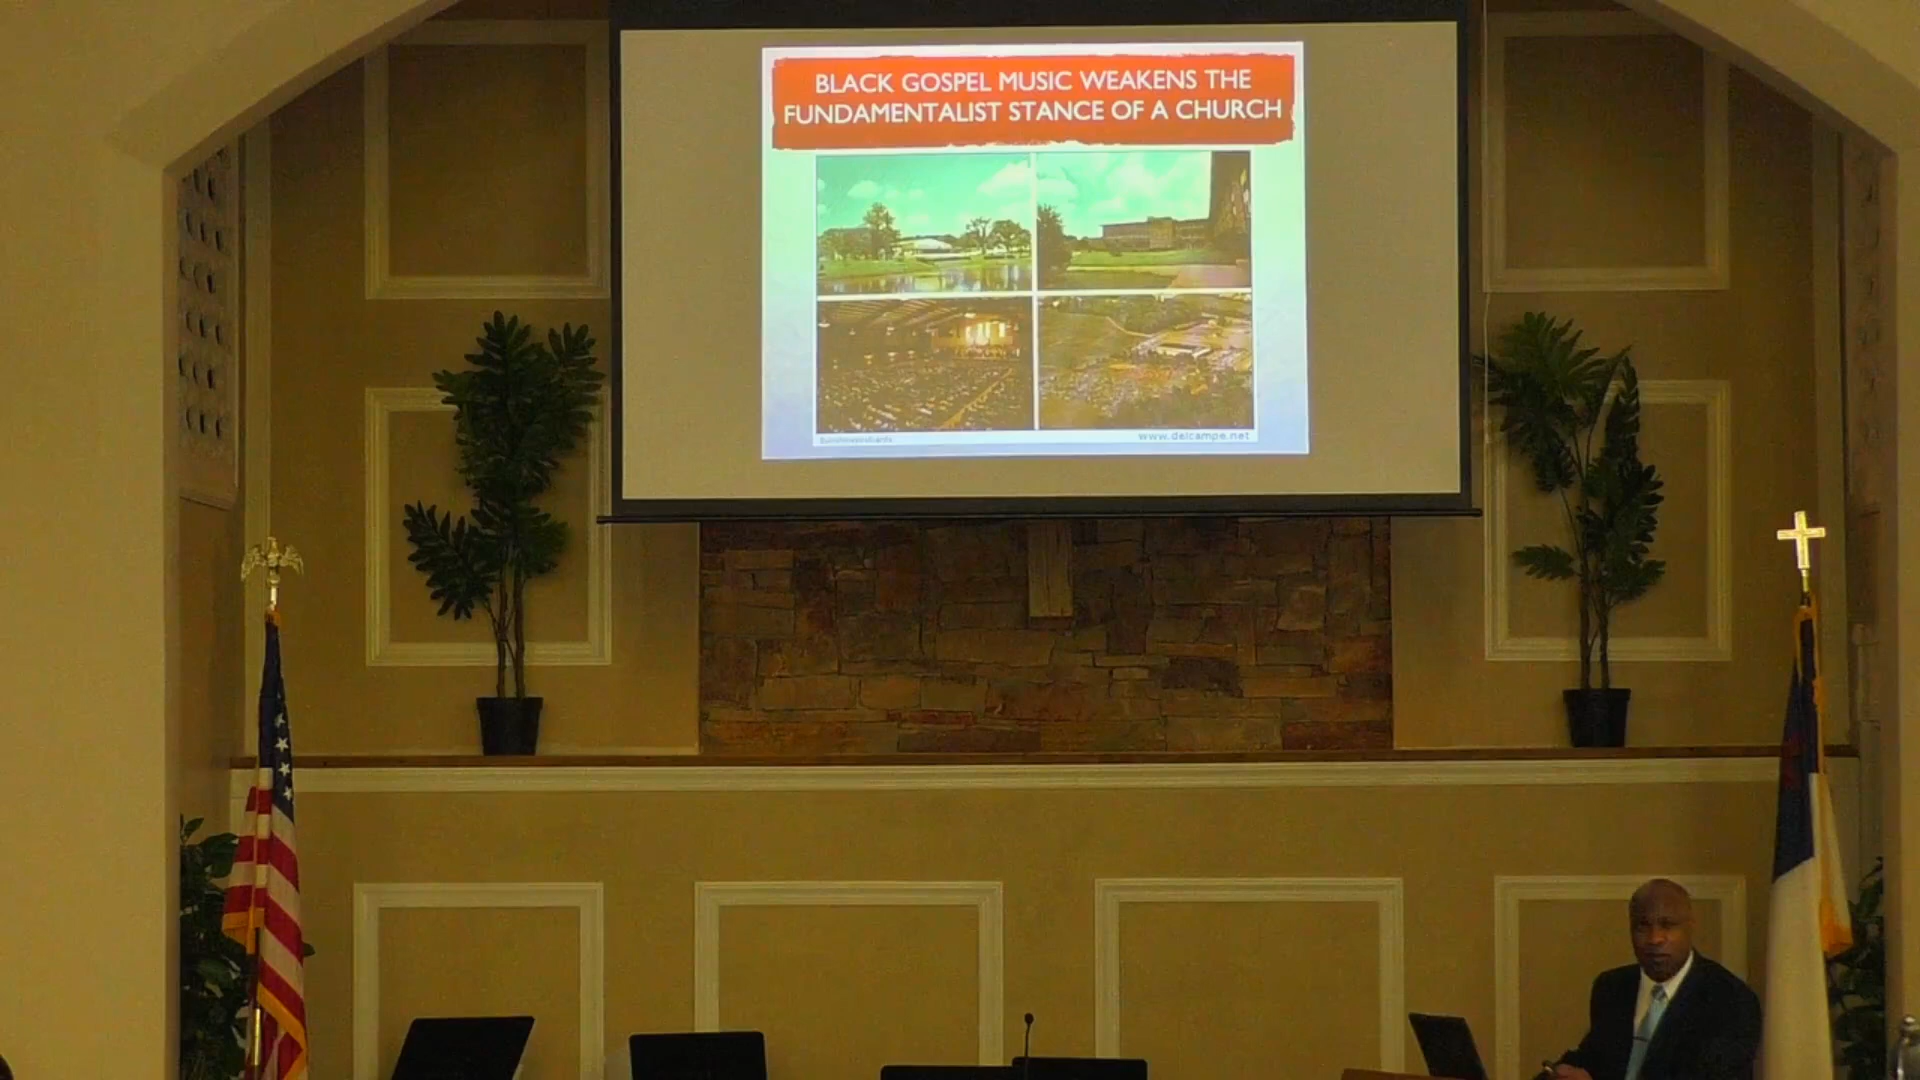 BLACK GOSPEL MUSIC WEAKENS THE
FUNDAMENTALIST STANCE OF A CHURCH
www.delcampe.net